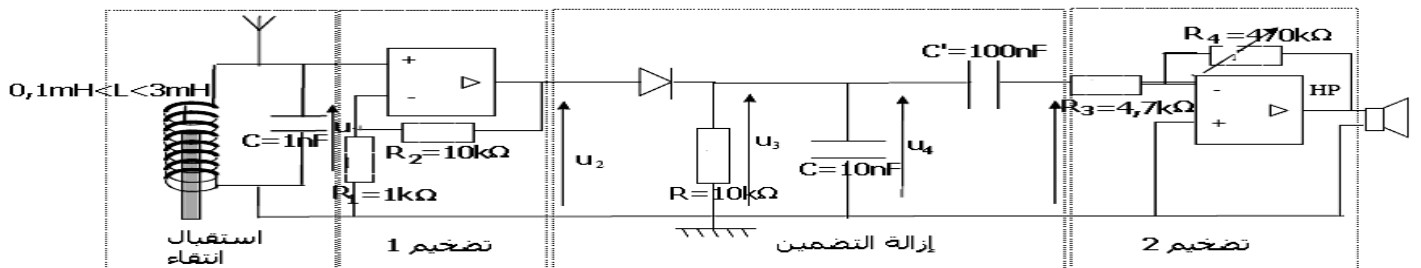 0,1mH<L<3mH
C=1nF
u
+
-
R2=10kΩ
R1=1kΩ
u2
R=10kΩ
u3
C=10nF
u4
C'=100nF
R3=4,7kΩ
R4=470kΩ
-
+
HP
استقبال
انتقاء
تضخيم 1
إزالة التضمين
تضخيم 2